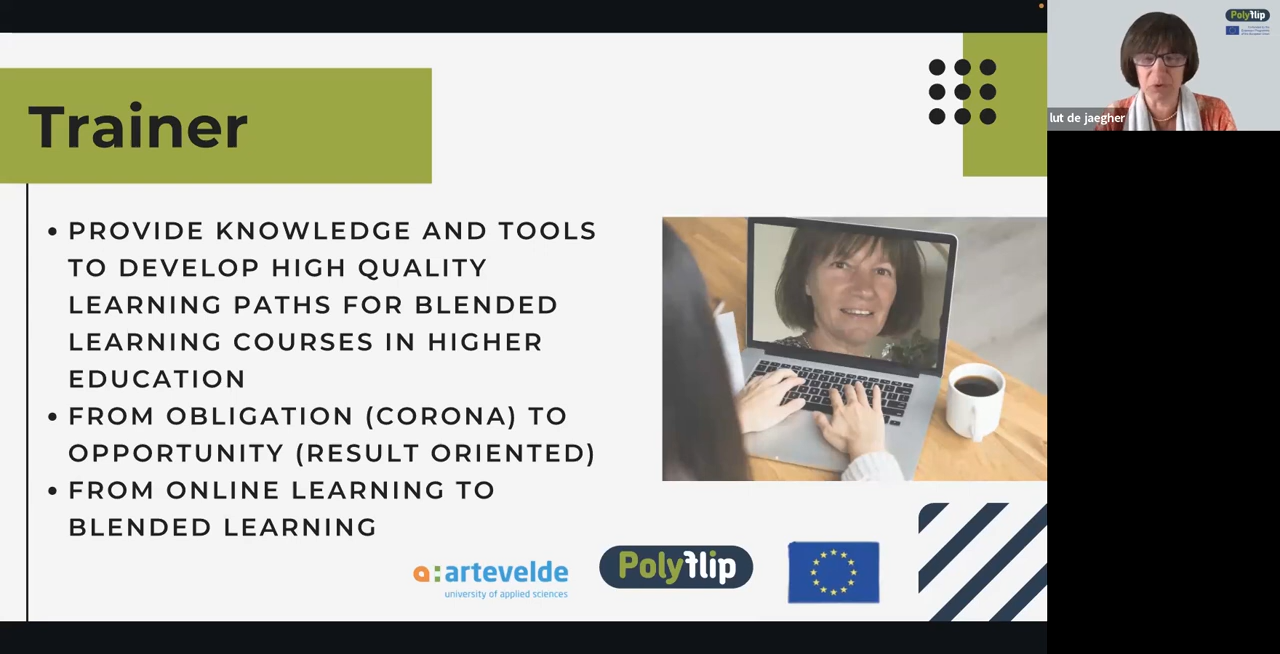 Trainer
• PROVIDE KNOWLEDGE AND TOOLS
TO DEVELOP HIGH QUALITY
LEARNING PATHS FOR BLENDED
LEARNING COURSES IN HIGHER
EDUCATION
• FROM OBLIGATION (CORONA) TO
OPPORTUNITY (RESULT ORIENTED)
• FROM ONLINE LEARNING TO
BLENDED LEARNING
a:artevelde
university of applied sciences
Polyflip
Polyflip
lut de jaegher